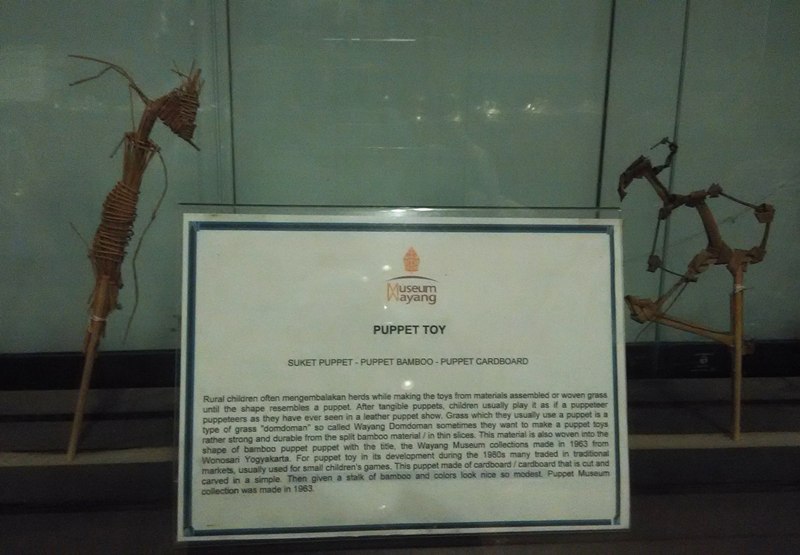 Museum
Wayang
PUPPET TOY
SUKET PUPPET - PUPPET BAMBOO - PUPPET CARDBOARD
Rural children often mengembalakan herds while making the toys from materials assembled or woven grass
until the shape resembles a puppet. After tangible puppets, children usually play it as if a puppeteer
puppeteers as they have ever seen in a leather puppet show. Grass which they usually use a puppet is a
type of grass "domdoman" so called Wayang Domdoman sometimes they want to make a puppet toys
rather strong and durable from the split bamboo material / in thin slices. This material is also woven into the
shape of bamboo puppet puppet with the title, the Wayang Museum collections made in 1963 from
Wonosari Yogyakarta. For puppet toy in its development during the 1980s many traded in traditional
markets, usually used for small children's games. This puppet made of cardboard / cardboard that is cut and
carved in a simple. Then given a stalk of bamboo and colors look nice so modest. Puppet Museum
collection was made in 1983.